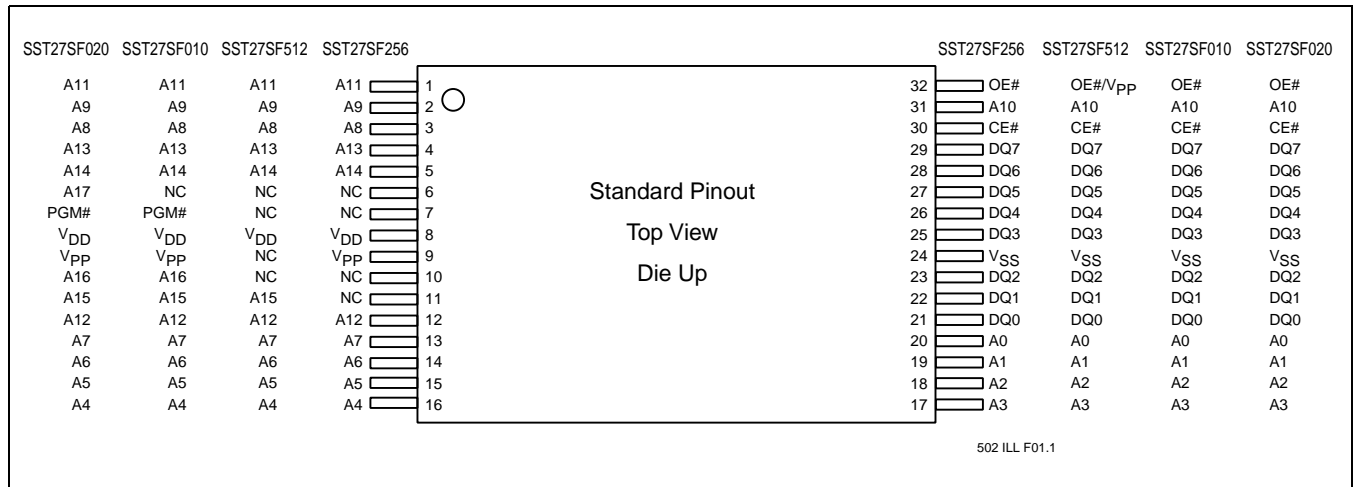 SST27SF020 SST27SF010 SST27SF512 SST27SF256 SST27SF256 SST27SF512 SST27SF010 SST27SF020
A11 A11 A11 A11 1 32 OE# OE#/VPP OE# OE#
A9 A9 A9 A9 2 31 A10 A10 A10 A10
A8 A8 A8 A8 3 30 CE# CE# CE# CE#
A13 A13 A13 A13 4 29 DQ7 DQ7 DQ7 DQ7
A14 A14 A14 A14 5 28 DQ6 DQ6 DQ6 DQ6
A17 NC NC NC 6 27 DQ5 DQ5 DQ5 DQ5
PGM# PGM# NC NC 7 26 DQ4 DQ4 DQ4 DQ4
VDD VDD VDD VDD 8 25 DQ3 DQ3 DQ3 DQ3
VPP VPP NC VPP 9 24 VSS VSS VSS VSS
A16 A16 NC NC 10 23 DQ2 DQ2 DQ2 DQ2
A15 A15 A15 NC 11 22 DQ1 DQ1 DQ1 DQ1
A12 A12 A12 A12 12 21 DQ0 DQ0 DQ0 DQ0
A7 A7 A7 A7 13 20 A0 A0 A0 A0
A6 A6 A6 A6 14 19 A1 A1 A1 A1
A5 A5 A5 A5 15 18 A2 A2 A2 A2
A4 A4 A4 A4 16 17 A3 A3 A3 A3
Standard Pinout
Top View
Die Up
502 ILL F01.1